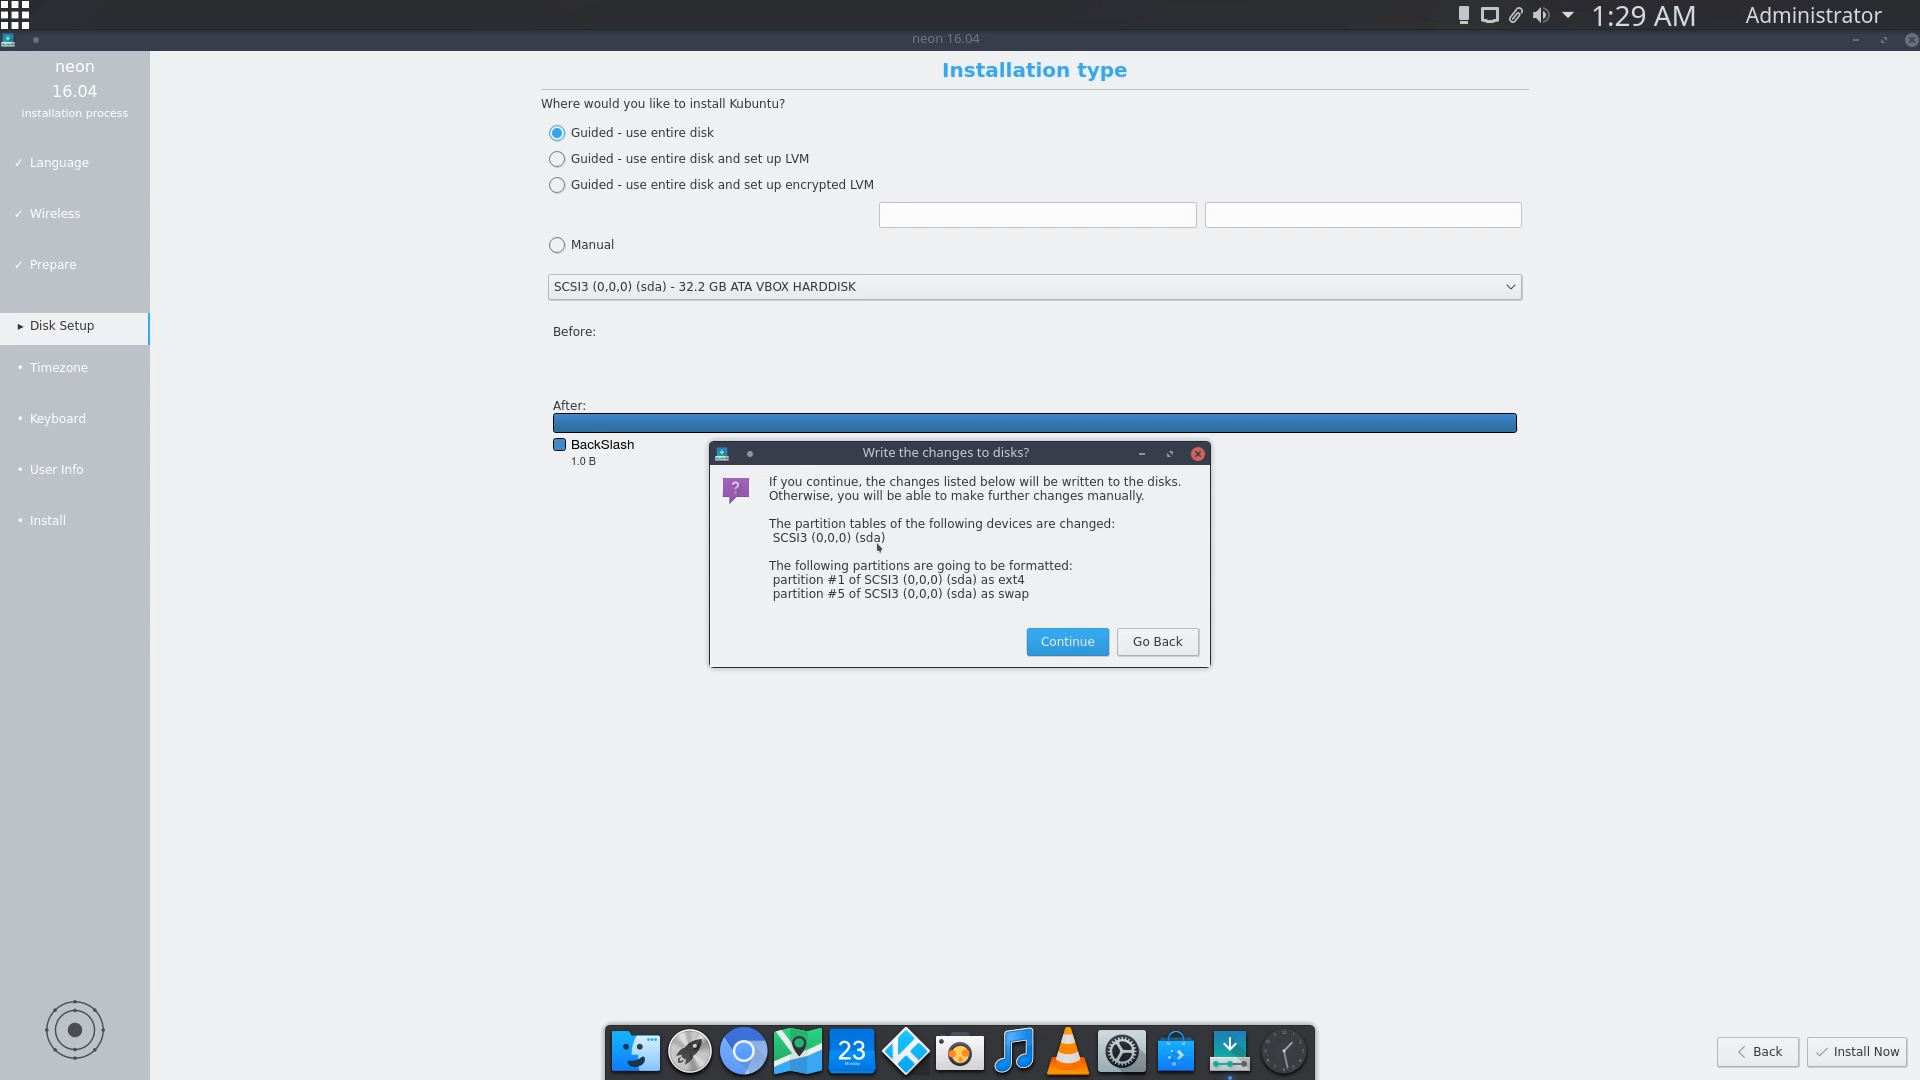 1:29 AM
Administrator
neon 16.04
neon
16.04
installation process
✓ Language
✓ Wireless
✓ Prepare
▸ Disk Setup
• Timezone
• Keyboard
• User Info
• Install
Installation type
Where would you like to install Kubuntu?
Guided - use entire disk
Guided - use entire disk and set up LVM
Guided - use entire disk and set up encrypted LVM
Manual
SCSI3 (0,0,0) (sda) - 32.2 GB ATA VBOX HARDDISK
Before:
After:
BackSlash
1.0 B
Write the changes to disks?
If you continue, the changes listed below will be written to the disks.
Otherwise, you will be able to make further changes manually.
The partition tables of the following devices are changed:
SCSI3 (0,0,0) (sda)
The following partitions are going to be formatted:
partition #1 of SCSI3 (0,0,0) (sda) as ext4
partition #5 of SCSI3 (0,0,0) (sda) as swap
Continue
Go Back
23
Back
Install Now